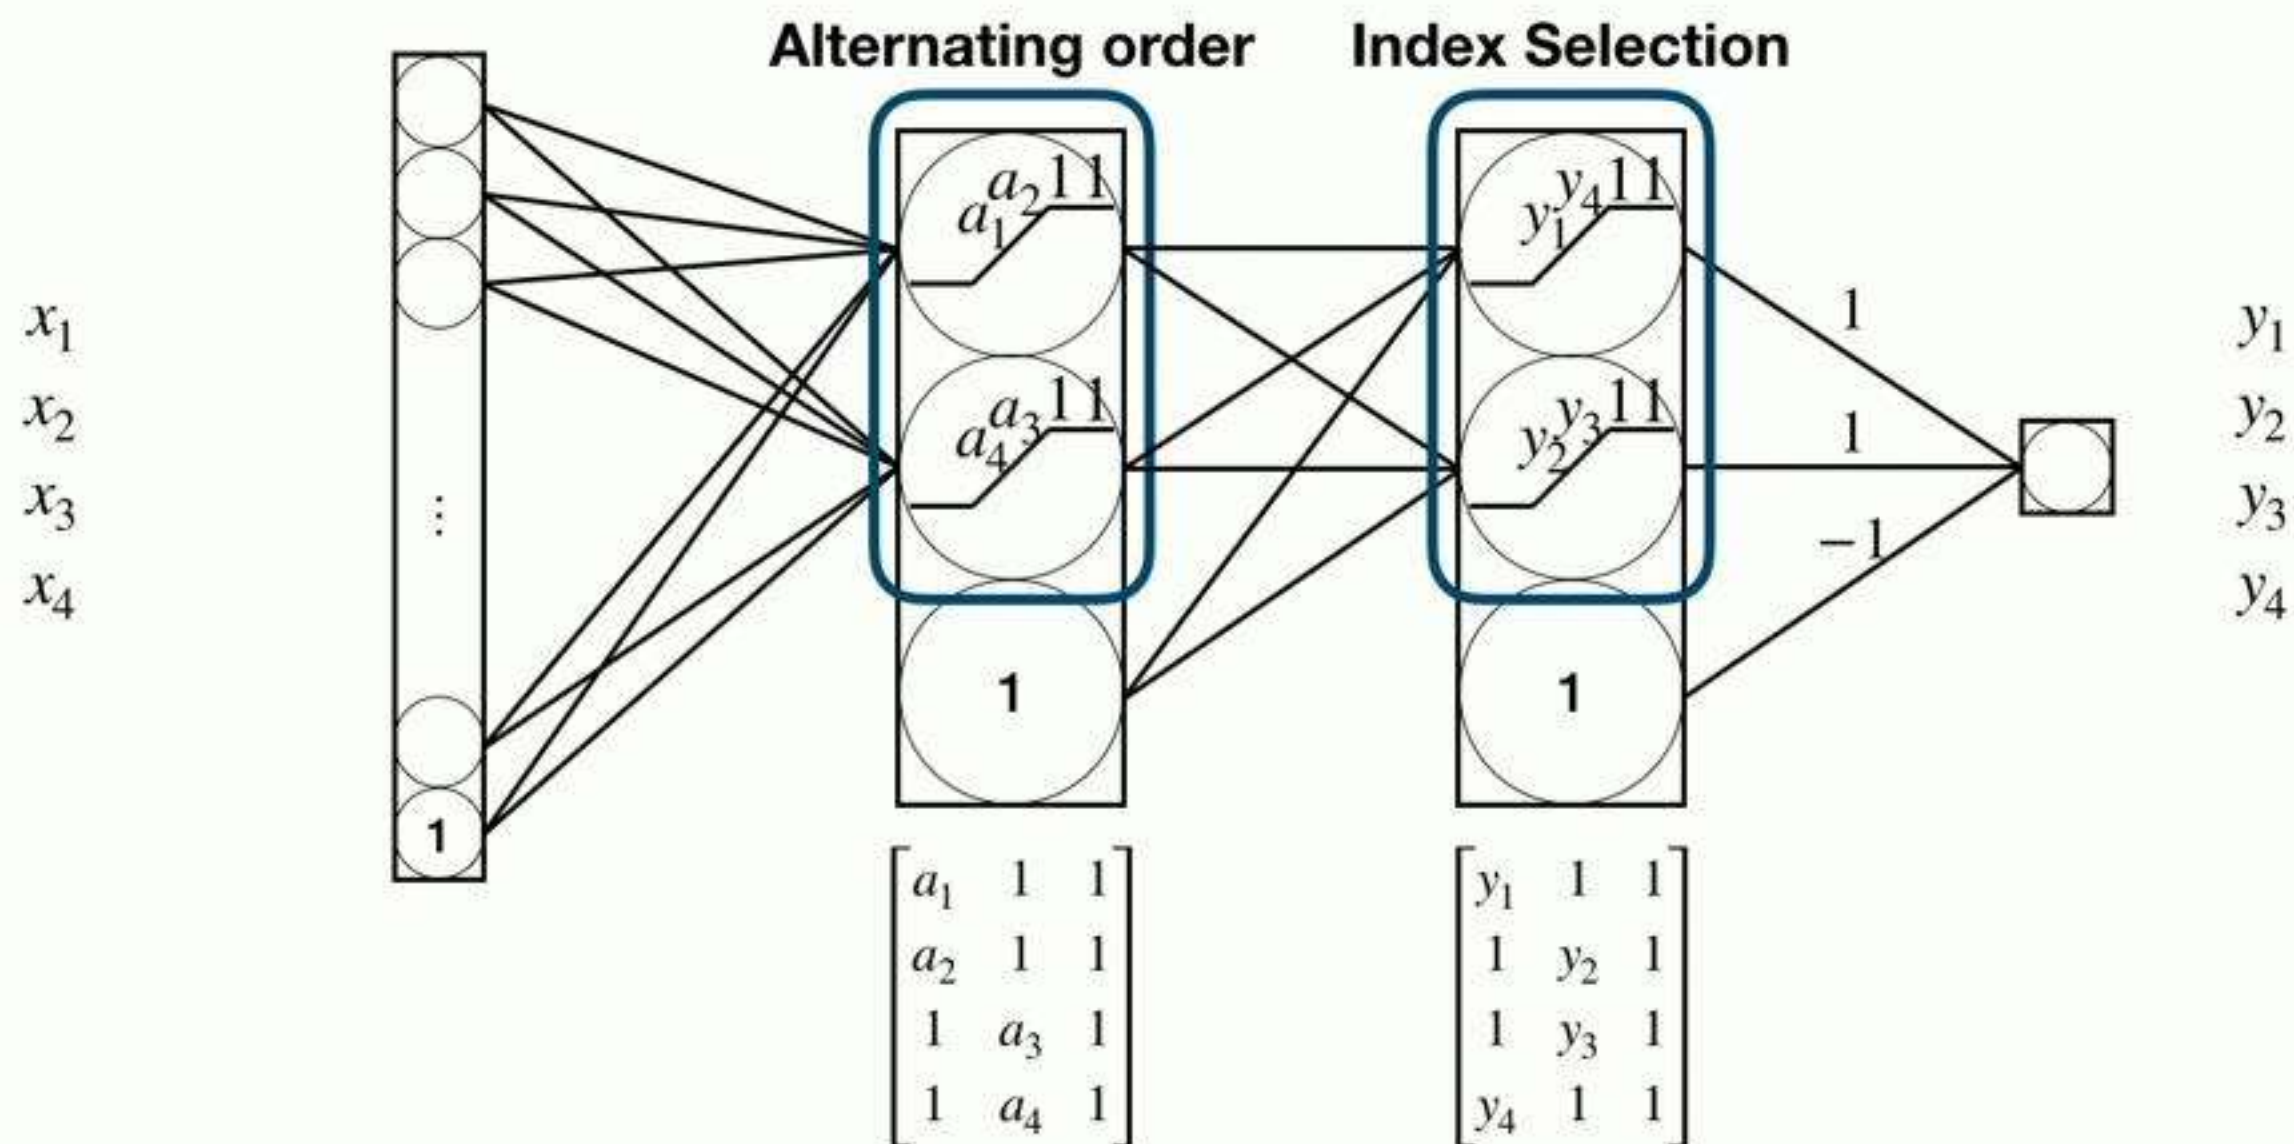 Alternating order
Index Selection
x₁
x₂
x₃
x₄
⋮
1
a₂ 1 1
a₁
a₃ 1 1
a₄
1
y₄ 1 1
y₁
y₃ 1 1
y₂
1
1
1
−1
y₁
y₂
y₃
y₄
a₁ 1 1
a₂ 1 1
1 a₃ 1
1 a₄ 1
y₁ 1 1
1 y₂ 1
1 y₃ 1
y₄ 1 1